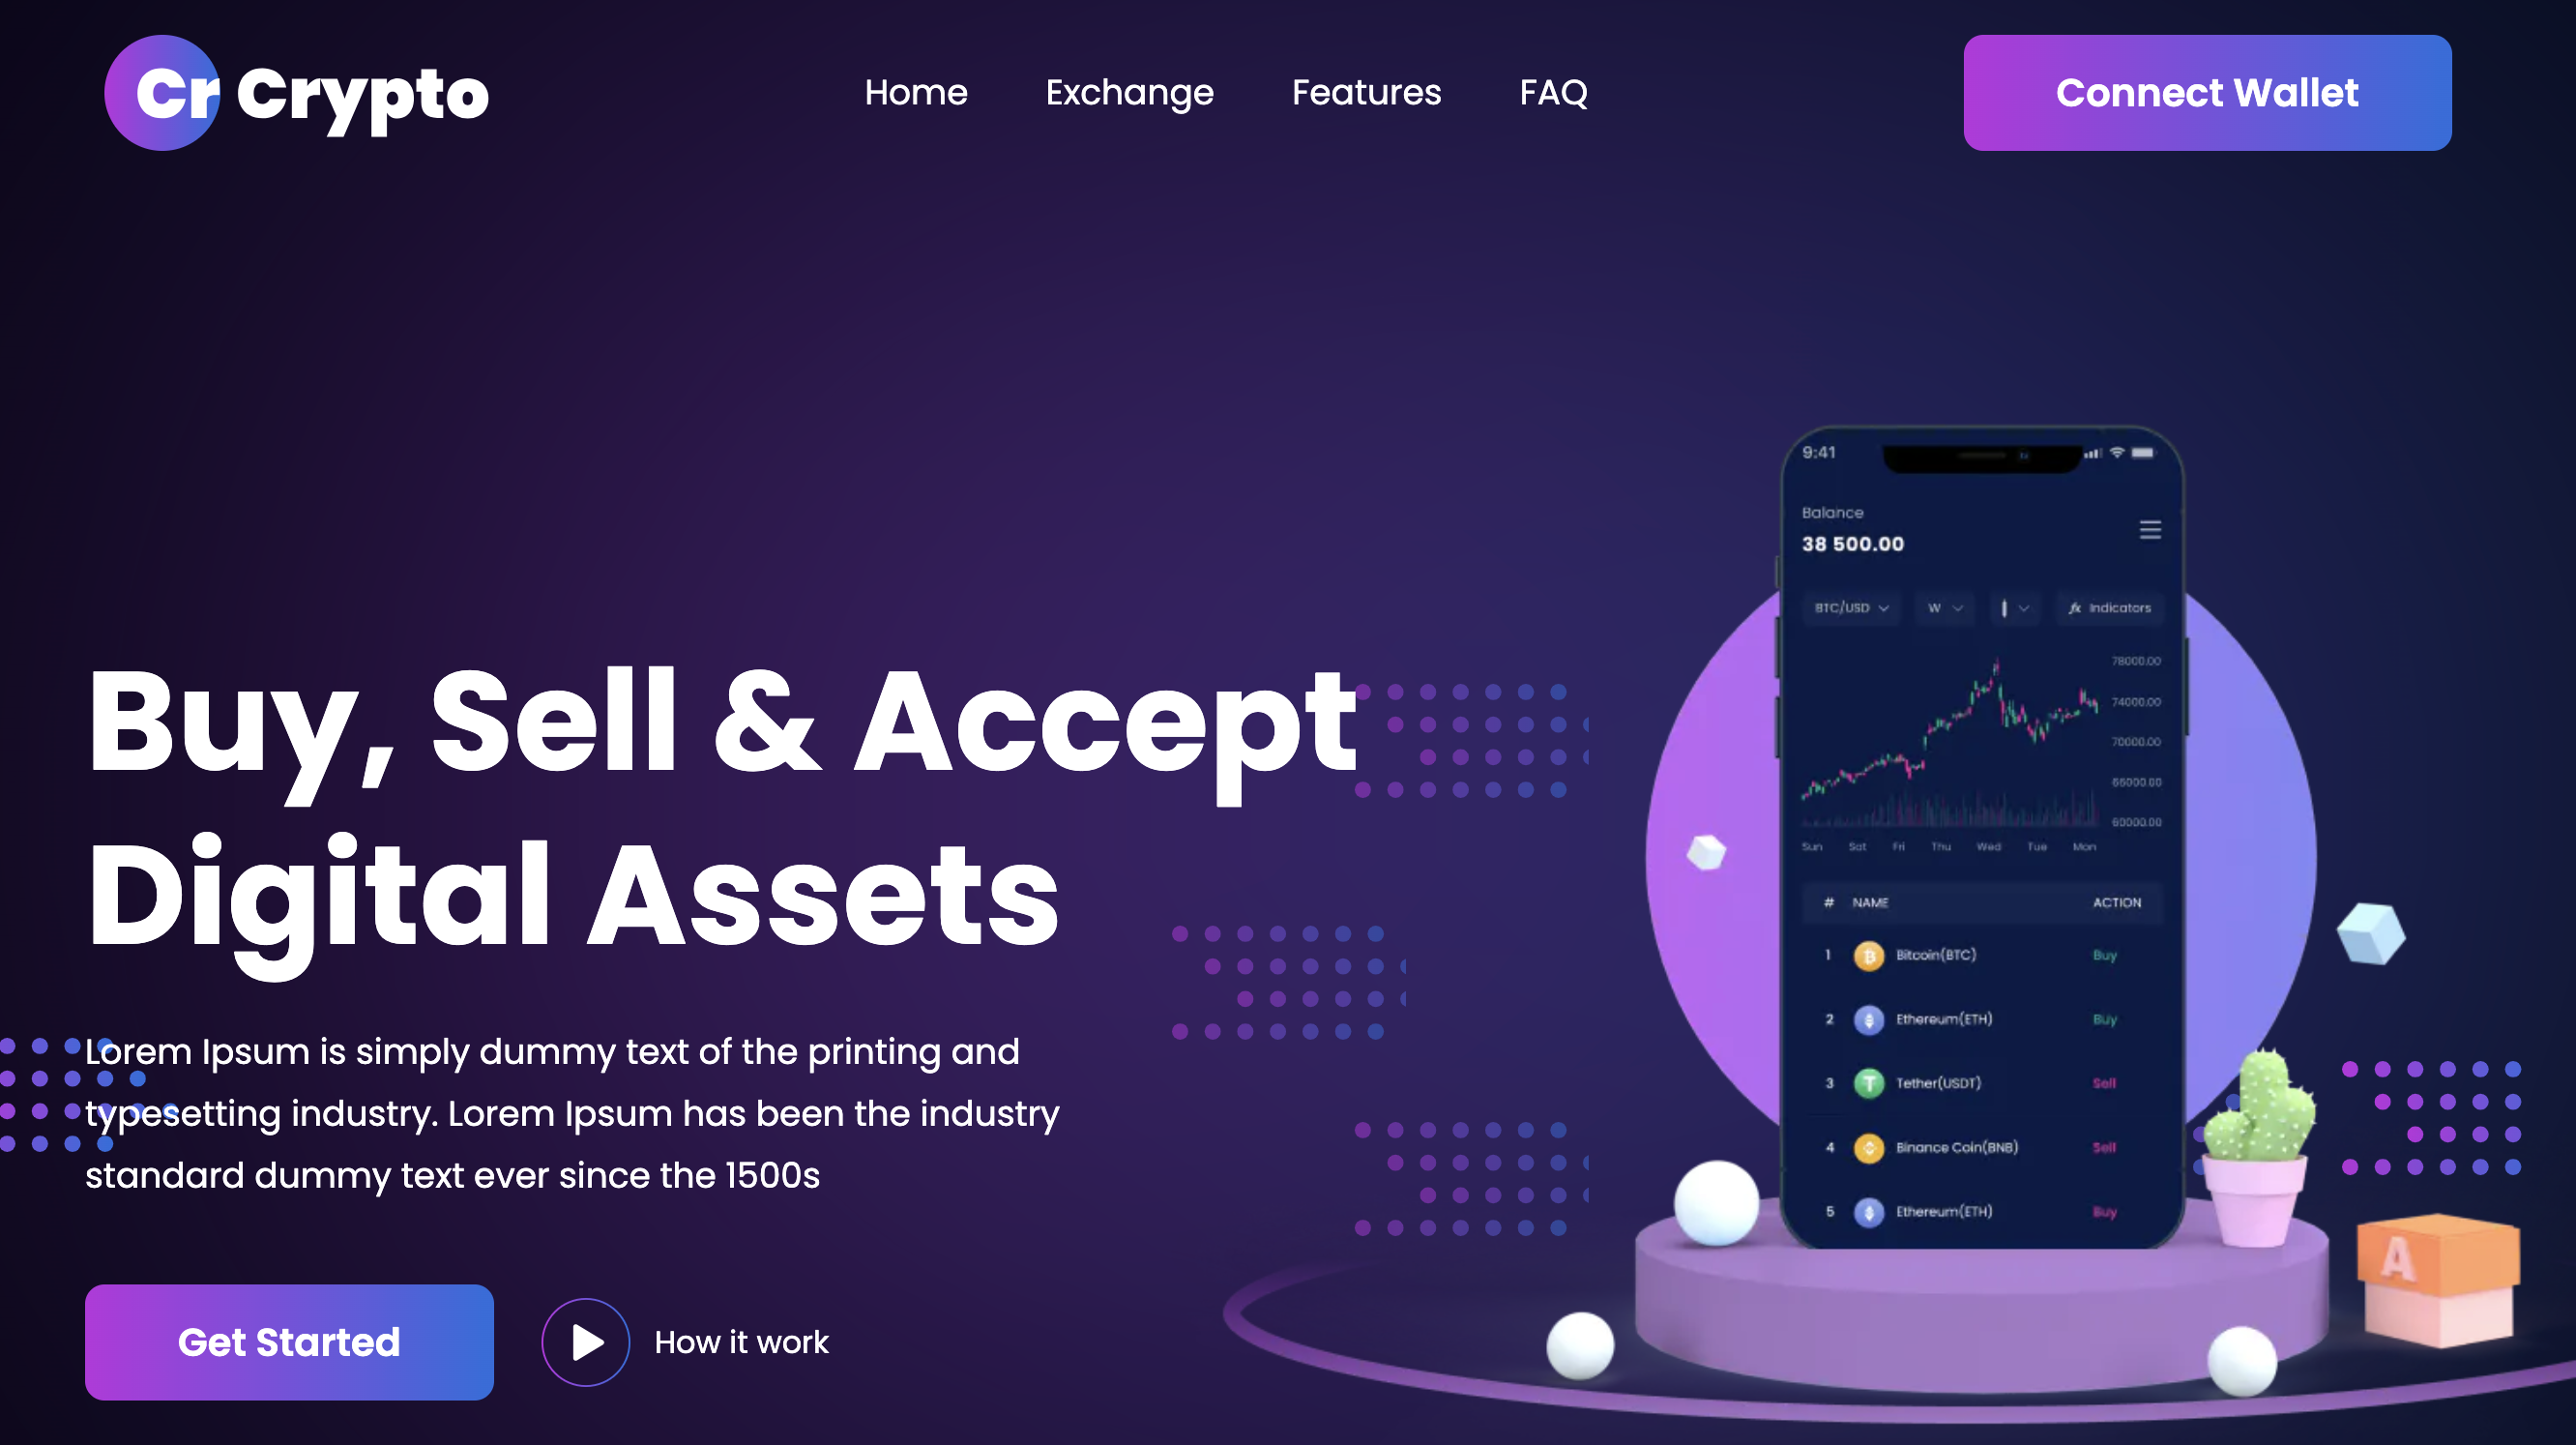 Cr Crypto
Home Exchange Features FAQ
Connect Wallet
Buy, Sell & Accept
Digital Assets
Lorem Ipsum is simply dummy text of the printing and
typesetting industry. Lorem Ipsum has been the industry
standard dummy text ever since the 1500s
Get Started
How it work
9:41
Balance
38 500.00
BTC/USD W fx Indicators
78000.00
74000.00
70000.00
66000.00
60000.00
Sun Sat Fri Thu Wed Tue Mon
# NAME ACTION
1 Bitcoin(BTC) Buy
2 Ethereum(ETH) Buy
3 Tether(USDT) Sell
4 Binance Coin(BNB) Sell
5 Ethereum(ETH) Buy
A